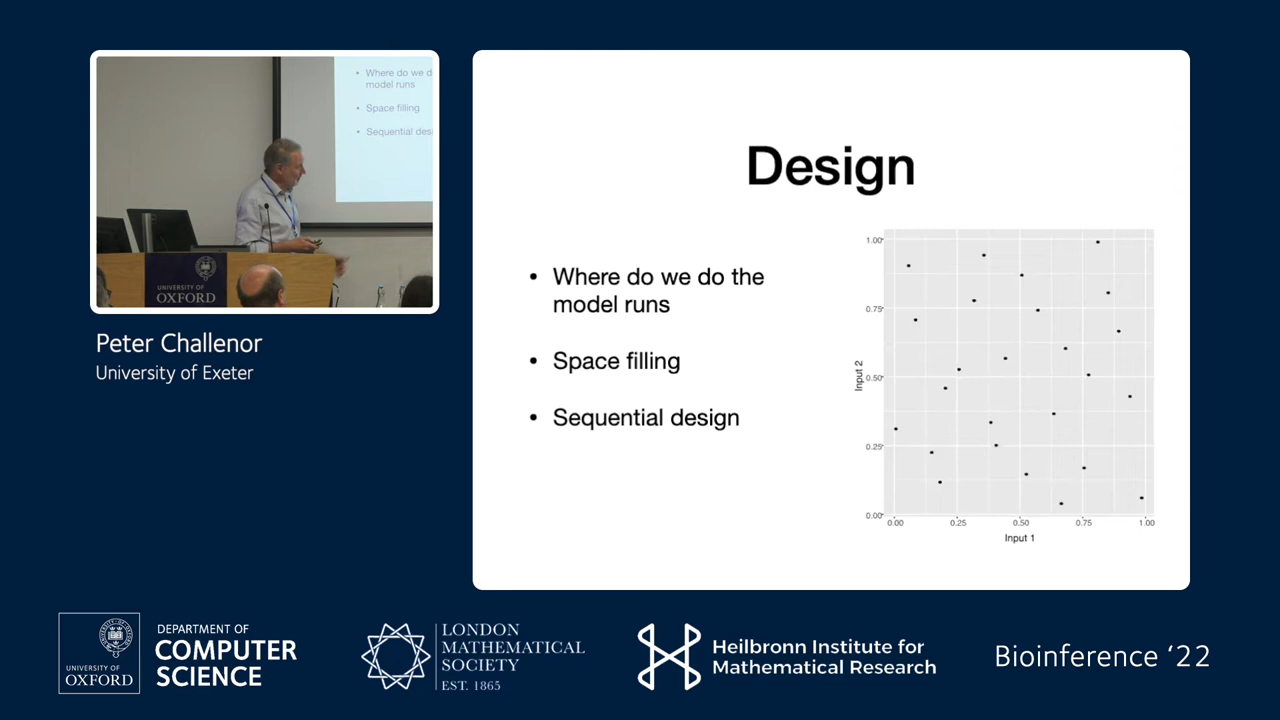 Where do we d
model runs
Space filling
Sequential desi
UNIVERSITY OF
OXFORD
Peter Challenor
University of Exeter
Design
• Where do we do the
model runs
• Space filling
• Sequential design
Input 2
1.00
0.75
0.50
0.25
0.00
0.00 0.25 0.50 0.75 1.00
Input 1
UNIVERSITY OF
OXFORD
DEPARTMENT OF
COMPUTER
SCIENCE
LONDON
MATHEMATICAL
SOCIETY
EST. 1865
Heilbronn Institute for
Mathematical Research
Bioinference ‘22